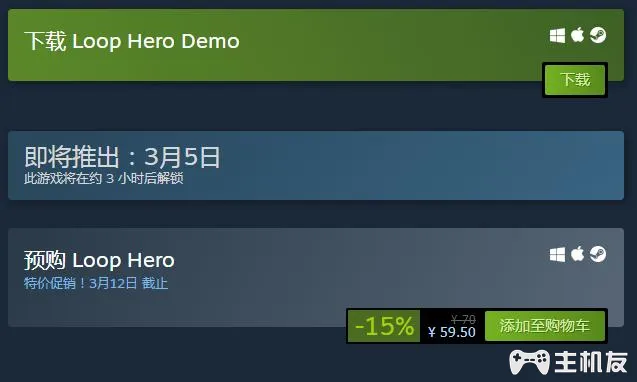 下载 Loop Hero Demo
下载
即将推出：3月5日
此游戏将在约 3 小时后解锁
预购 Loop Hero
特价促销！3月12日 截止
-15%
¥ 70
¥ 59.50
添加至购物车
主机友